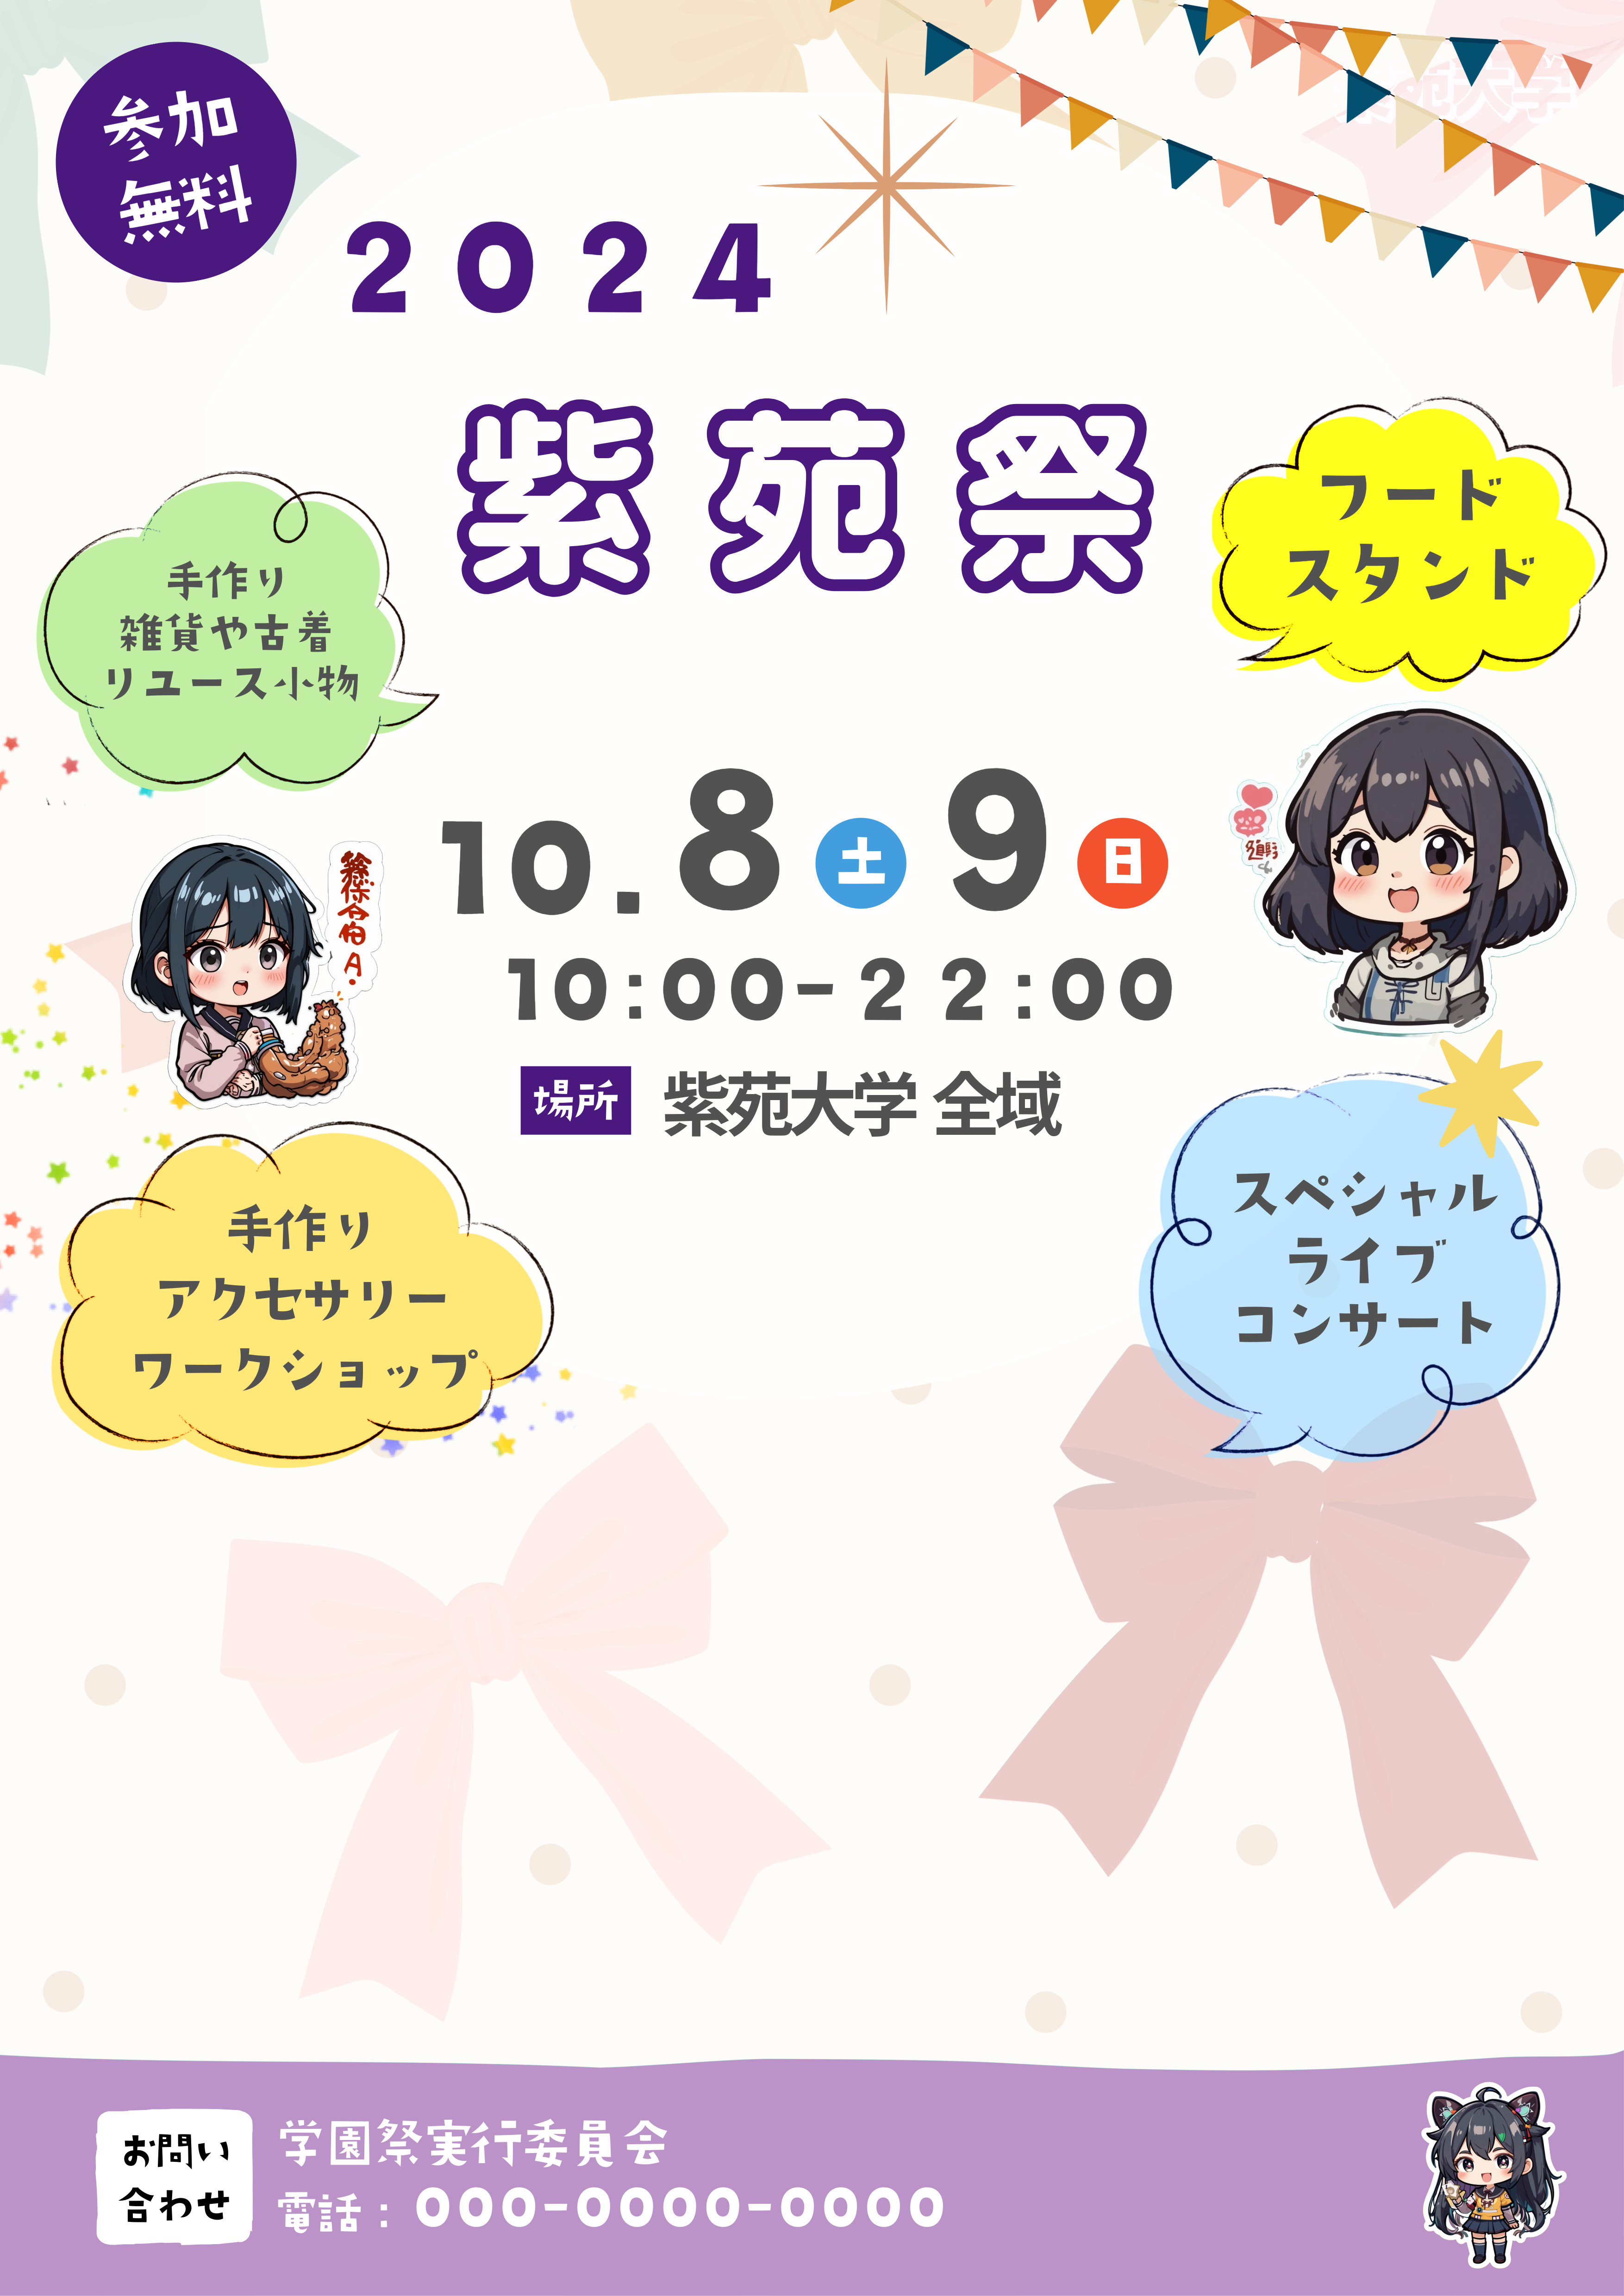 参加
無料
紫苑大学
2024
紫苑祭
フード
スタンド
手作り
雑貨や古着
リユース小物
10.8土9日
10:00-22:00
場所 紫苑大学 全域
手作り
アクセサリー
ワークショップ
スペシャル
ライブ
コンサート
お問い
合わせ
学園祭実行委員会
電話：000-0000-0000